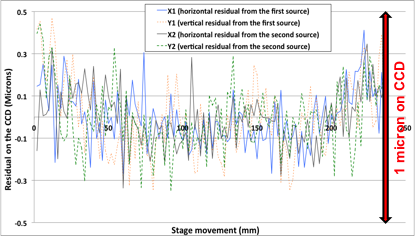 X1 (horizontal residual from the first source)
Y1 (vertical residual from the first source)
X2 (horizontal residual from the second source)
Y2 (vertical residual from the second source)
Residual on the CCD (Microns)
0.5
0.3
0.1
-0.1
-0.3
-0.5
0 50 100 150 200 250
Stage movement (mm)
1 micron on CCD